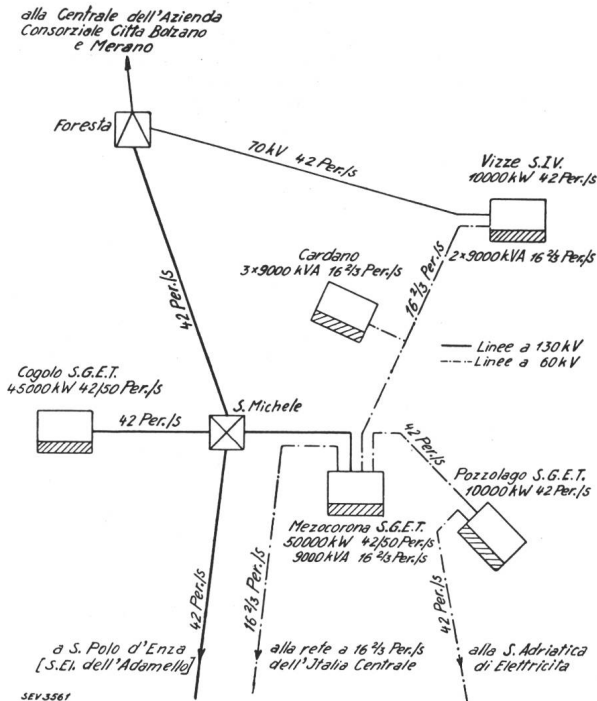 alla Centrale dell'Azienda
Consorziale Citta Bolzano
e Merano
Foresta
70 kV 42 Per./s
Vizze S.IV.
10000 kW 42 Per./s
2×9000 kVA 16 2/3 Per./s
Cardano
3×9000 kVA 16 2/3 Per./s
16 2/3 Per./s
42 Per./s
Linee a 130 kV
Linee a 60 kV
Cogolo S.G.E.T.
45000 kW 42/50 Per./s
42 Per./s
S. Michele
42 Per./s
Pozzolago S.G.E.T.
10000 kW 42 Per./s
Mezocorona S.G.E.T.
50000 kW 42/50 Per./s
9000 kVA 16 2/3 Per./s
42 Per./s
16 2/3 Per./s
42 Per./s
a S. Polo d'Enza
[S.El. dell'Adamello]
alla rete a 16 2/3 Per./s
dell'Italia Centrale
alla S. Adriatica
di Elettricita
SEV 3561